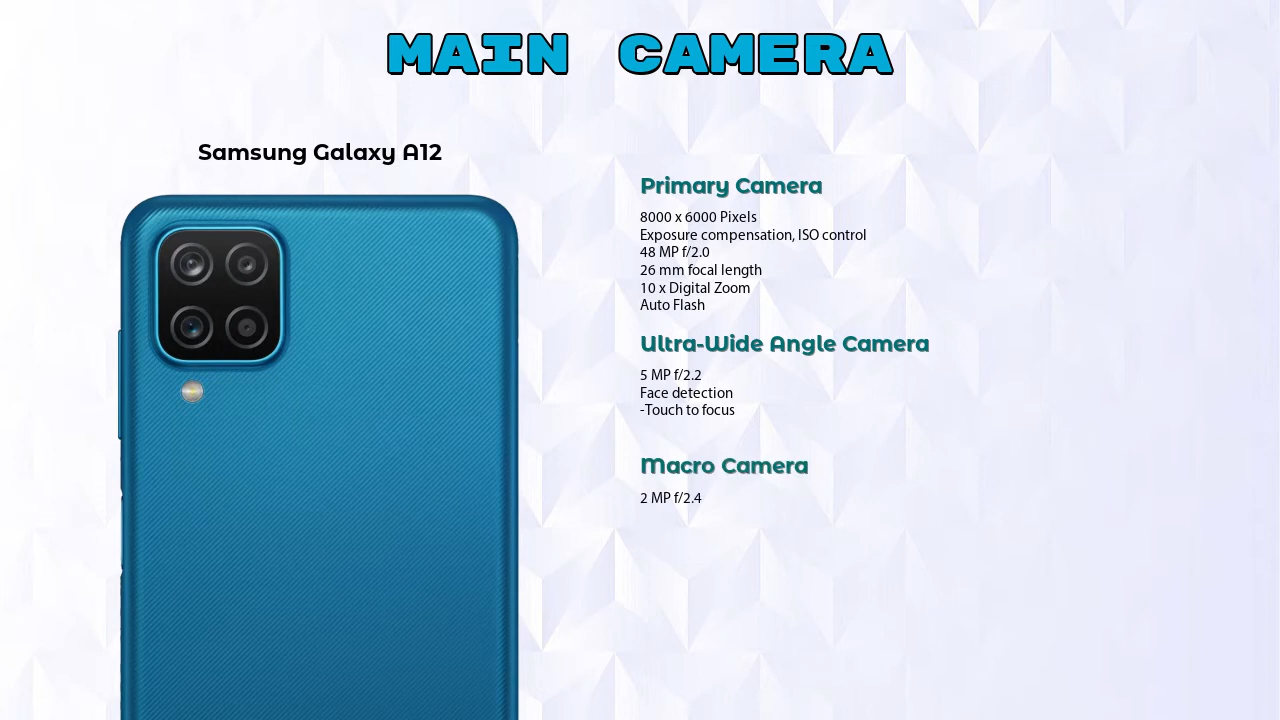 MAIN CAMERA
Samsung Galaxy A12
Primary Camera
8000 x 6000 Pixels
Exposure compensation, ISO control
48 MP f/2.0
26 mm focal length
10 x Digital Zoom
Auto Flash
Ultra-Wide Angle Camera
5 MP f/2.2
Face detection
-Touch to focus
Macro Camera
2 MP f/2.4